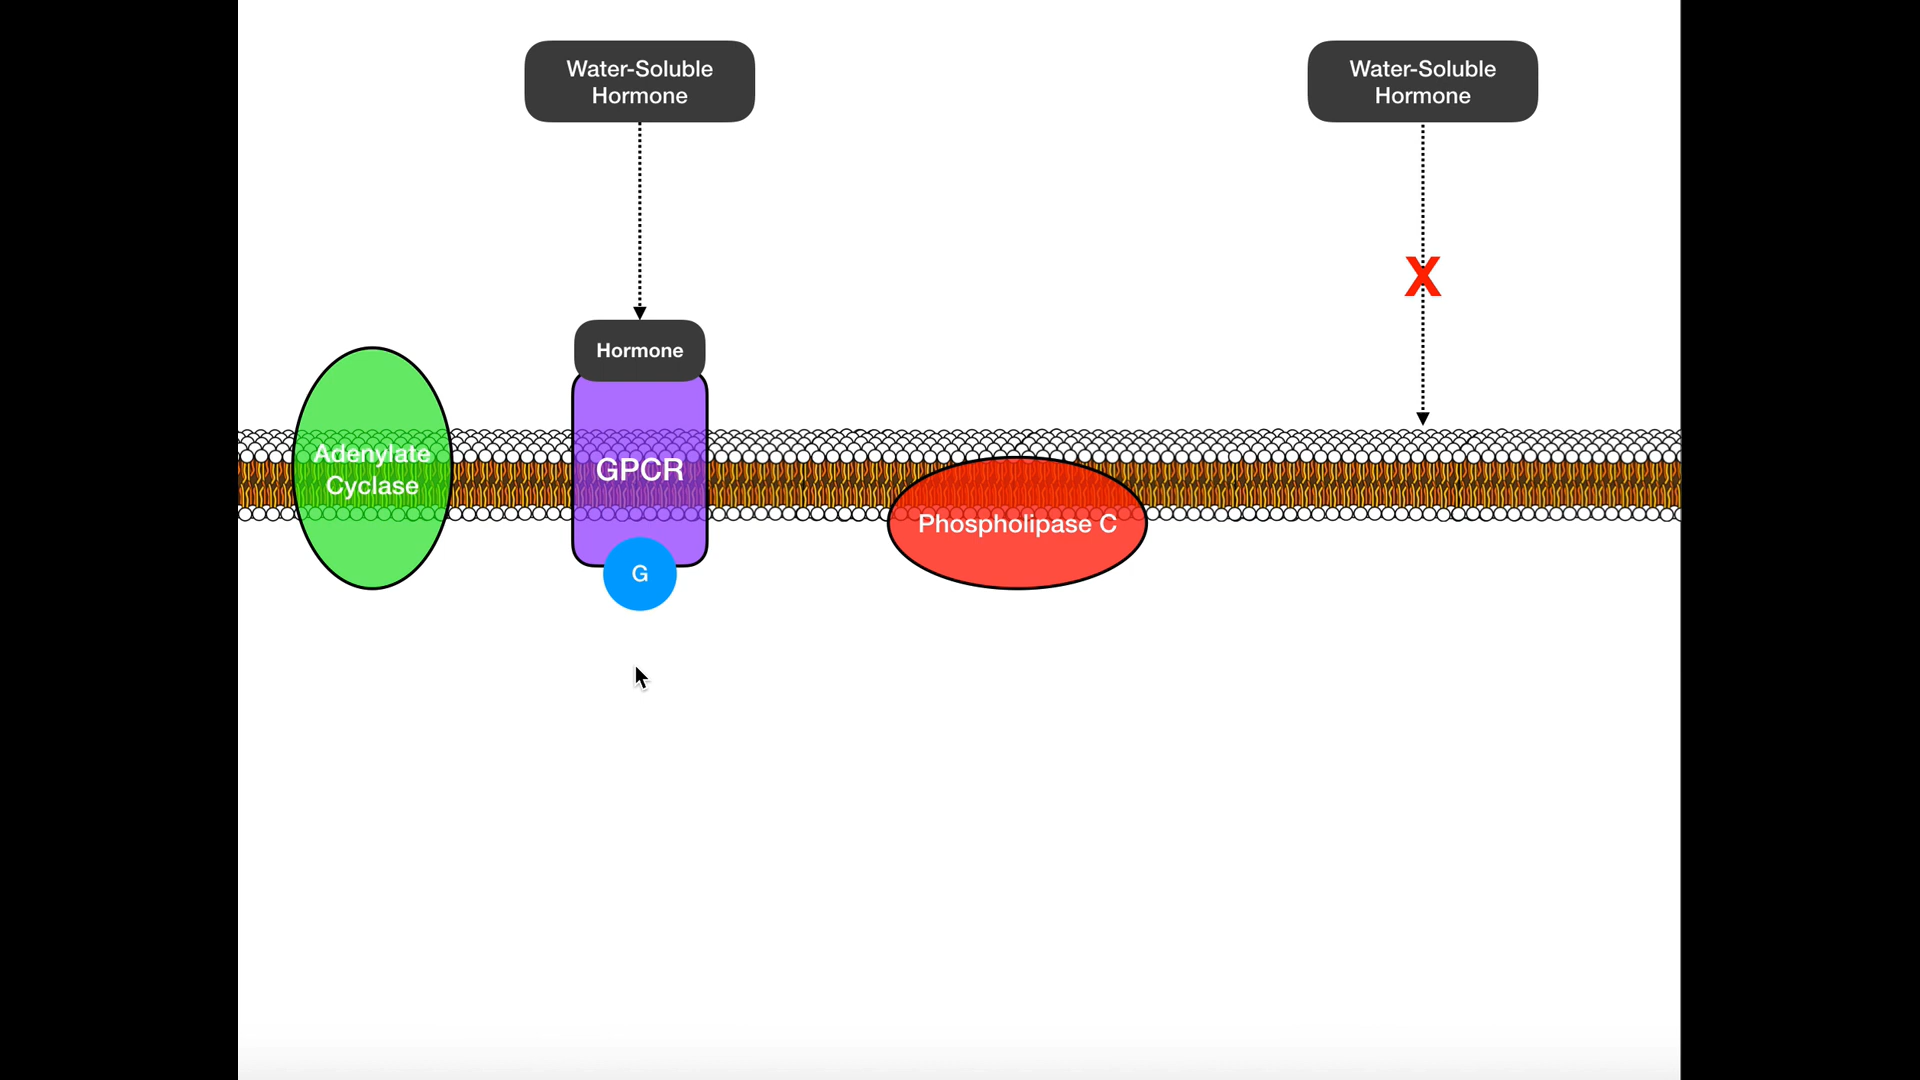 Water-Soluble
Hormone
Water-Soluble
Hormone
X
Hormone
Adenylate
Cyclase
GPCR
Phospholipase C
G